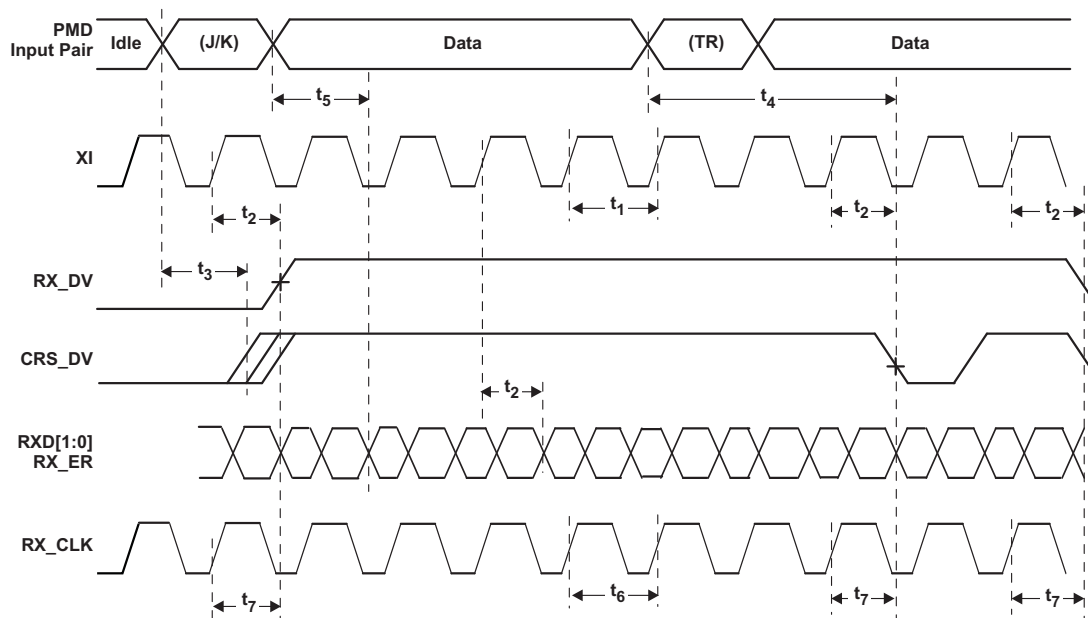 PMD
Input Pair
Idle
(J/K)
Data
(TR)
Data
t5
t4
XI
t2
t1
t2
t2
t3
RX_DV
CRS_DV
t2
RXD[1:0]
RX_ER
RX_CLK
t7
t6
t7
t7